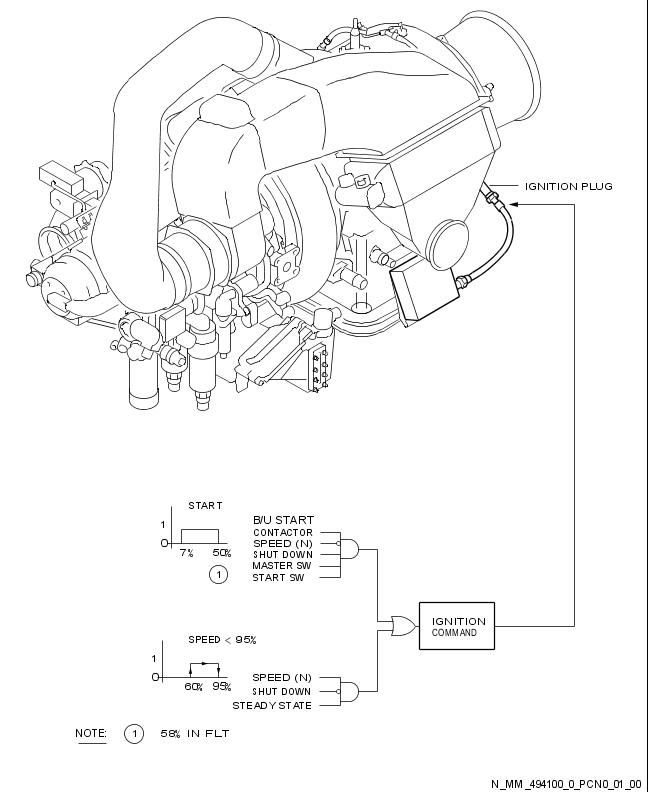 IGNITION PLUG
START
1
0
7%
50%
1
B/U START
CONTACTOR
SPEED (N)
SHUT DOWN
MASTER SW
START SW
IGNITION
COMMAND
SPEED < 95%
1
0
60%
95%
SPEED (N)
SHUT DOWN
STEADY STATE
NOTE: 1 58% IN FLT
N_MM_494100_0_PCN0_01_00